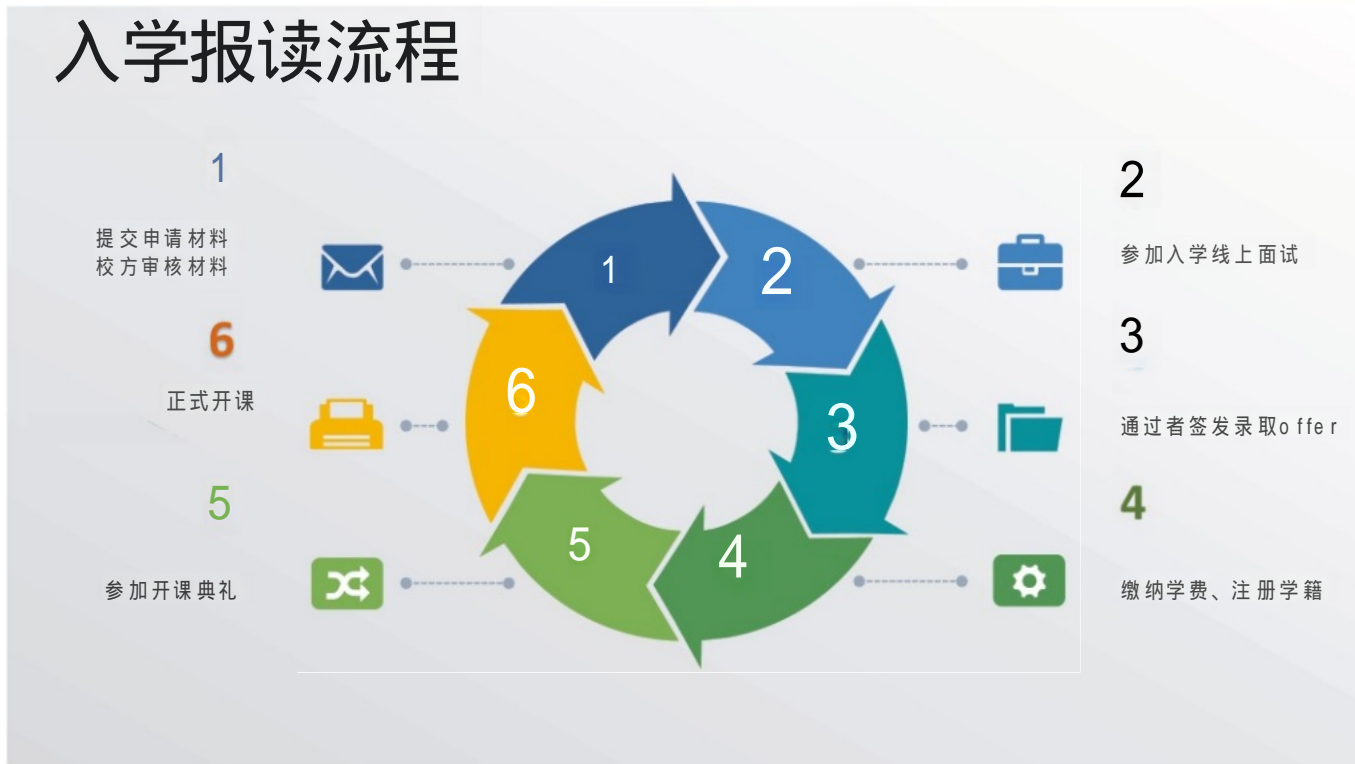 入学报读流程
1
提交申请材料
校方审核材料
2
参加入学线上面试
3
通过者签发录取offer
4
缴纳学费、注册学籍
5
参加开课典礼
6
正式开课
1
2
3
4
5
6